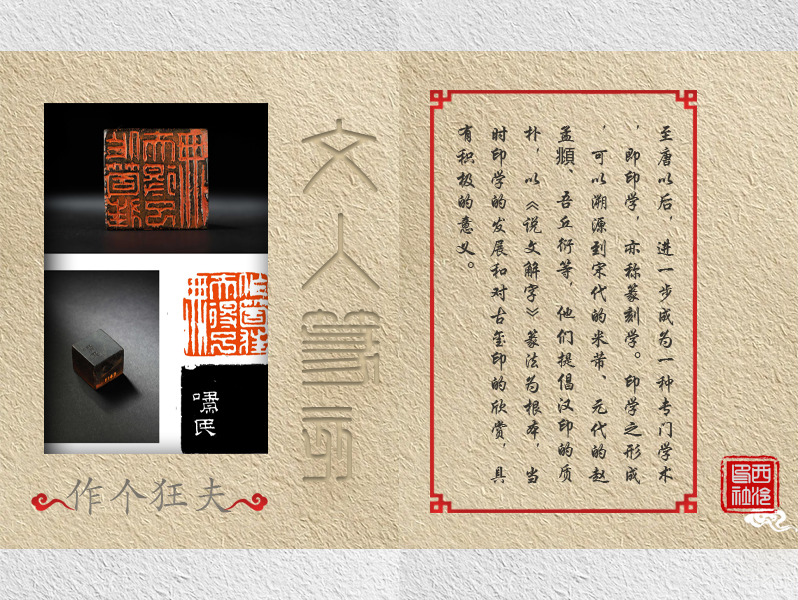 文人篆
作个狂夫
嘯民
至唐以后，进一步成为一种专门学术
，即印学，亦称篆刻学。印学之形成
，可以溯源到宋代的米芾、元代的赵
孟頫、吾丘衍等，他们提倡汉印的质
朴，以《说文解字》篆法为根本，当
时印学的发展和对古玺印的欣赏，具
有积极的意义。
西泠印社